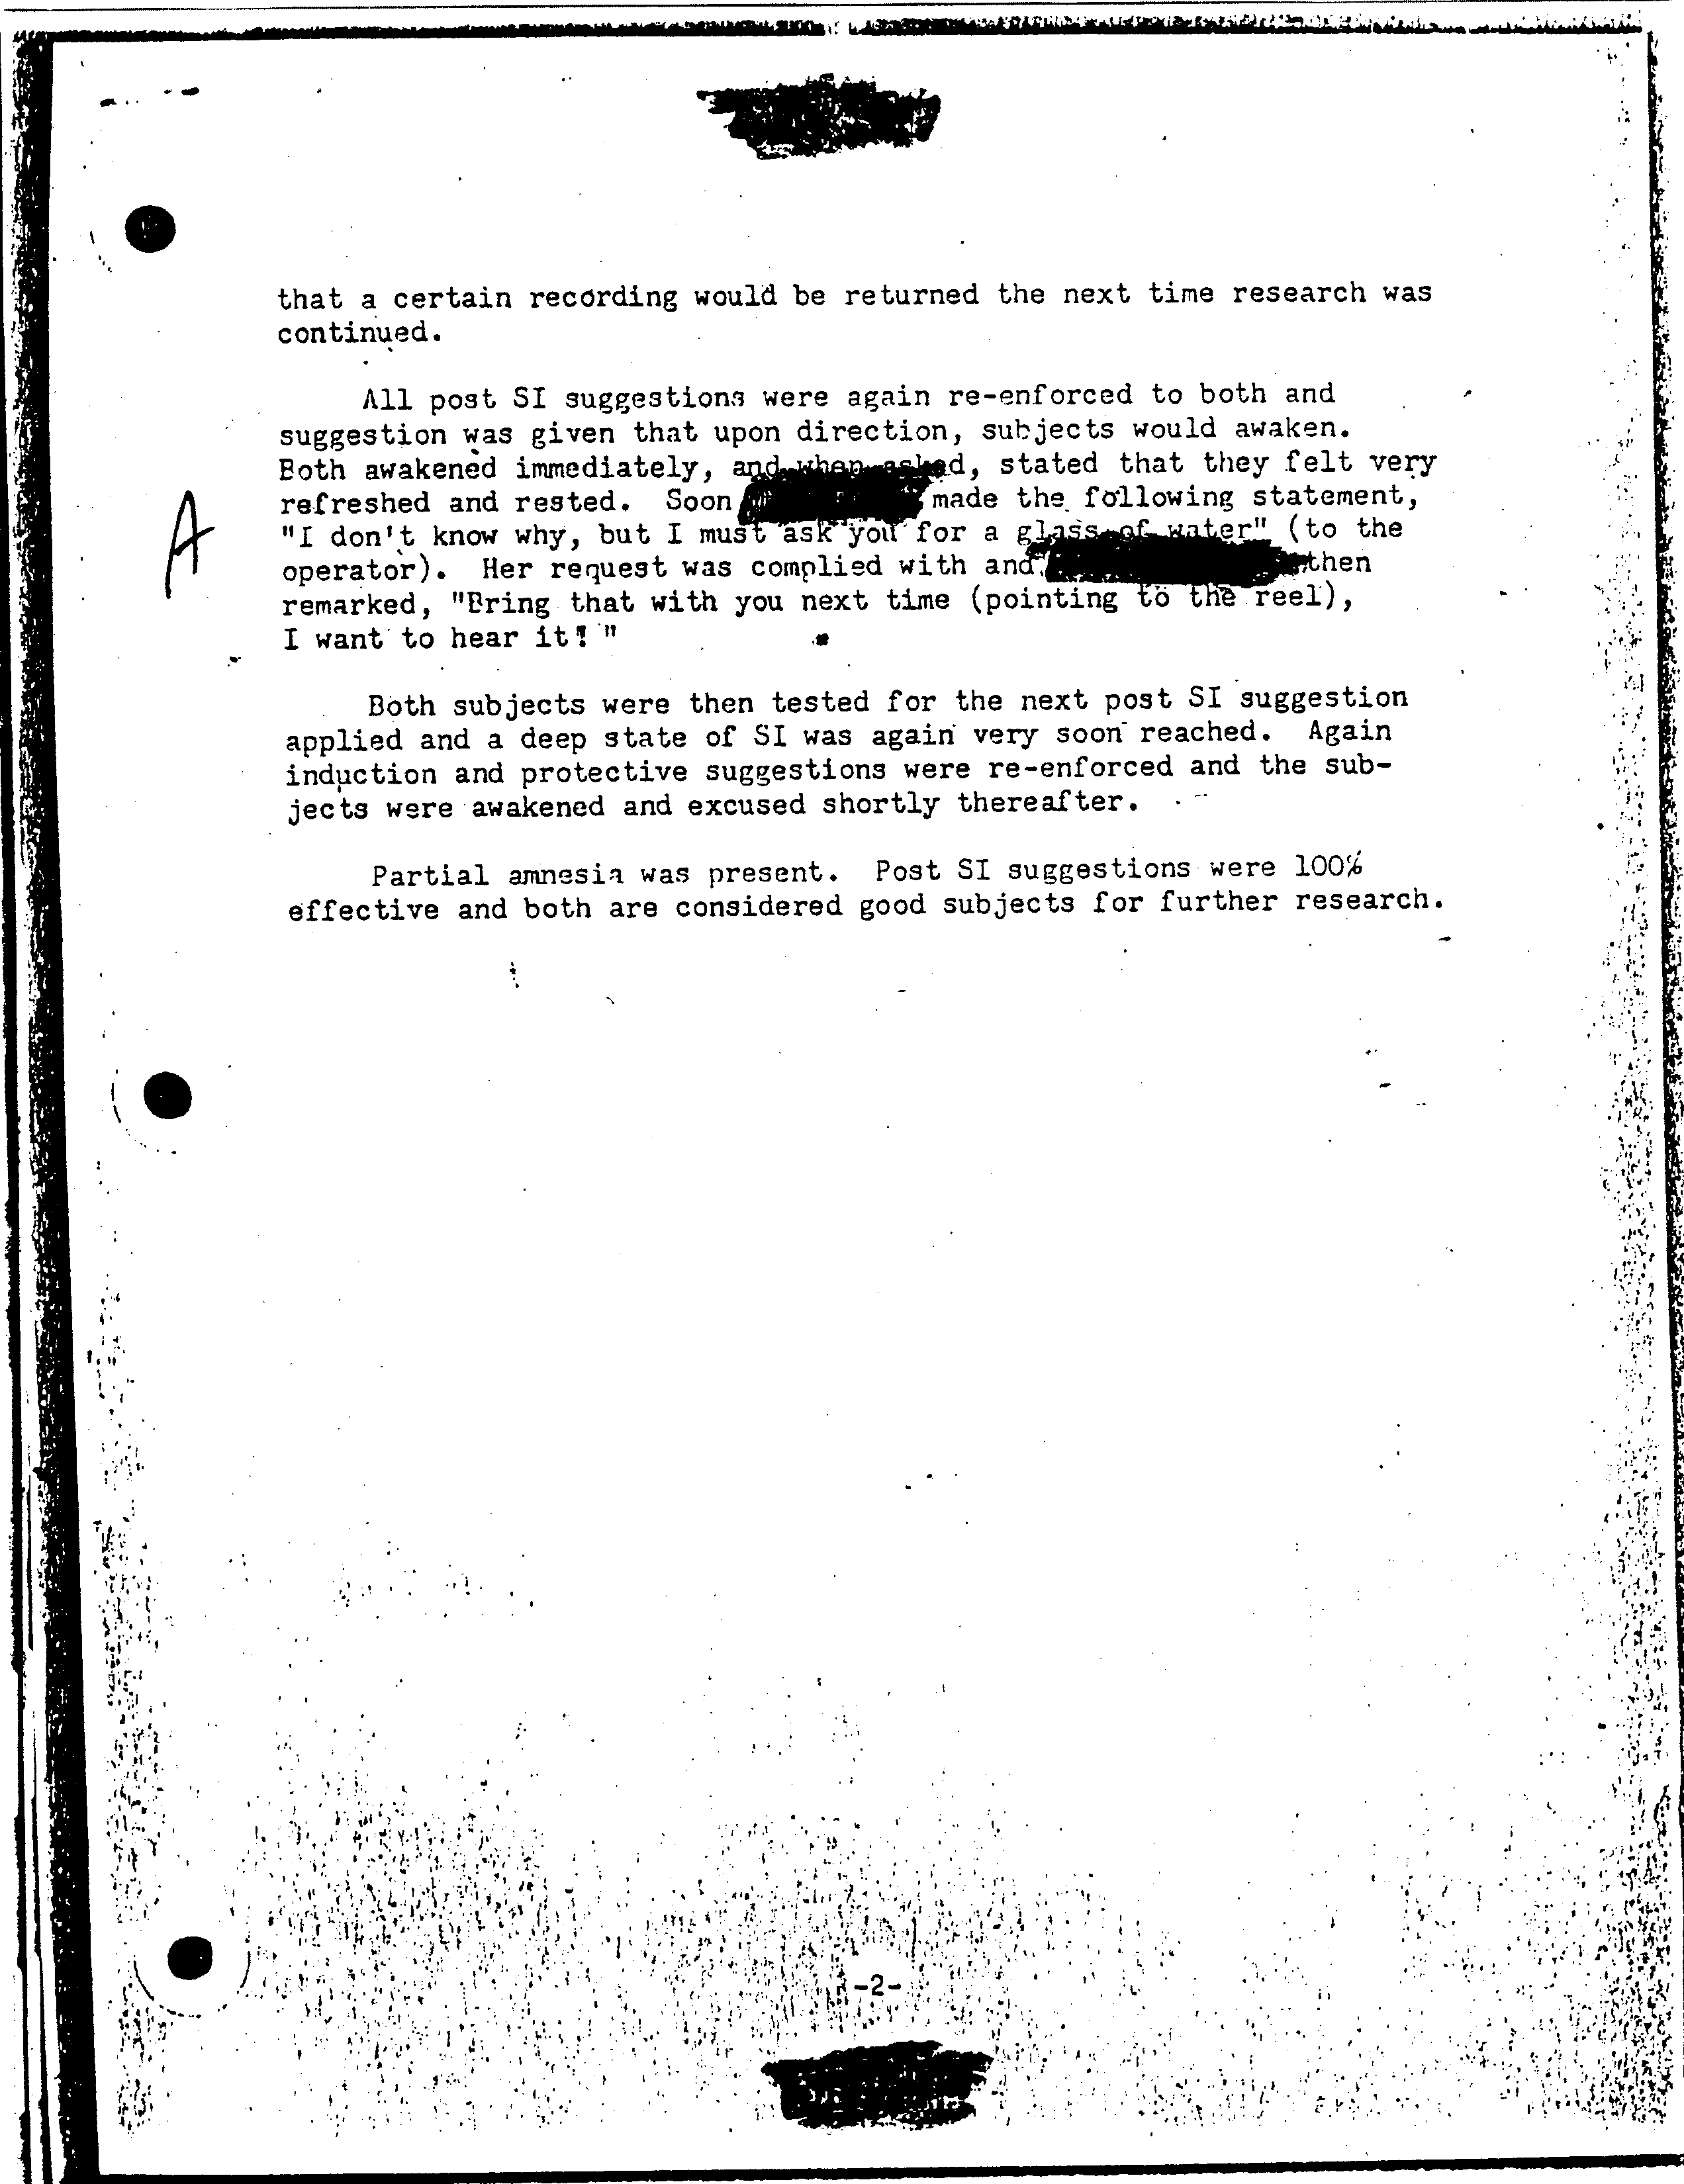 that a certain recording would be returned the next time research was
continued.
All post SI suggestions were again re-enforced to both and
suggestion was given that upon direction, subjects would awaken.
Both awakened immediately, and when asked, stated that they felt very
refreshed and rested. Soon made the following statement,
"I don't know why, but I must ask you for a glass of water" (to the
operator). Her request was complied with and then
remarked, "Bring that with you next time (pointing to the reel),
I want to hear it! "
A
Both subjects were then tested for the next post SI suggestion
applied and a deep state of SI was again very soon reached. Again
induction and protective suggestions were re-enforced and the sub-
jects were awakened and excused shortly thereafter.
Partial amnesia was present. Post SI suggestions were 100%
effective and both are considered good subjects for further research.
-2-